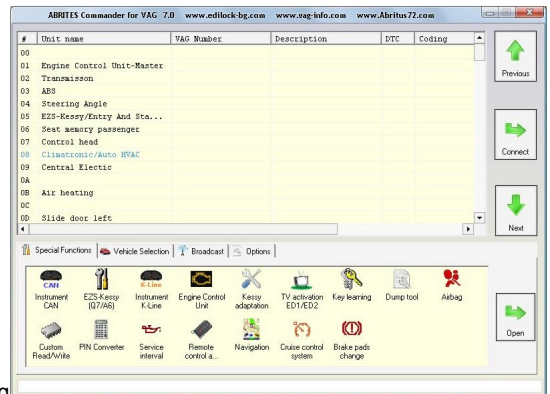 ABRITES Commander for VAG 7.0 www.edilock-bg.com www.vag-info.com www.Abritus72.com
# Unit name VAG Number Description DTC Coding
00
01 Engine Control Unit-Master
02 Transmisson
03 ABS
04 Steering Angle
05 EZS-Kessy/Entry And Sta...
06 Seat memory passenger
07 Control head
08 Climatronic/Auto HVAC
09 Central Electic
0A
0B Air heating
0C
0D Slide door left
Previous
Connect
Next
Special Functions Vehicle Selection Broadcast Options
CAN K-Line
Instrument CAN
EZS-Kessy (Q7/A6)
Instrument K-Line
Engine Control Unit
Kessy adaptation
TV activation ED1/ED2
Key learning
Dump tool
Airbag
Custom Read/Write
PIN Converter
Service interval
Remote control a...
Navigation
Cuise control system
Brake pads change
Open